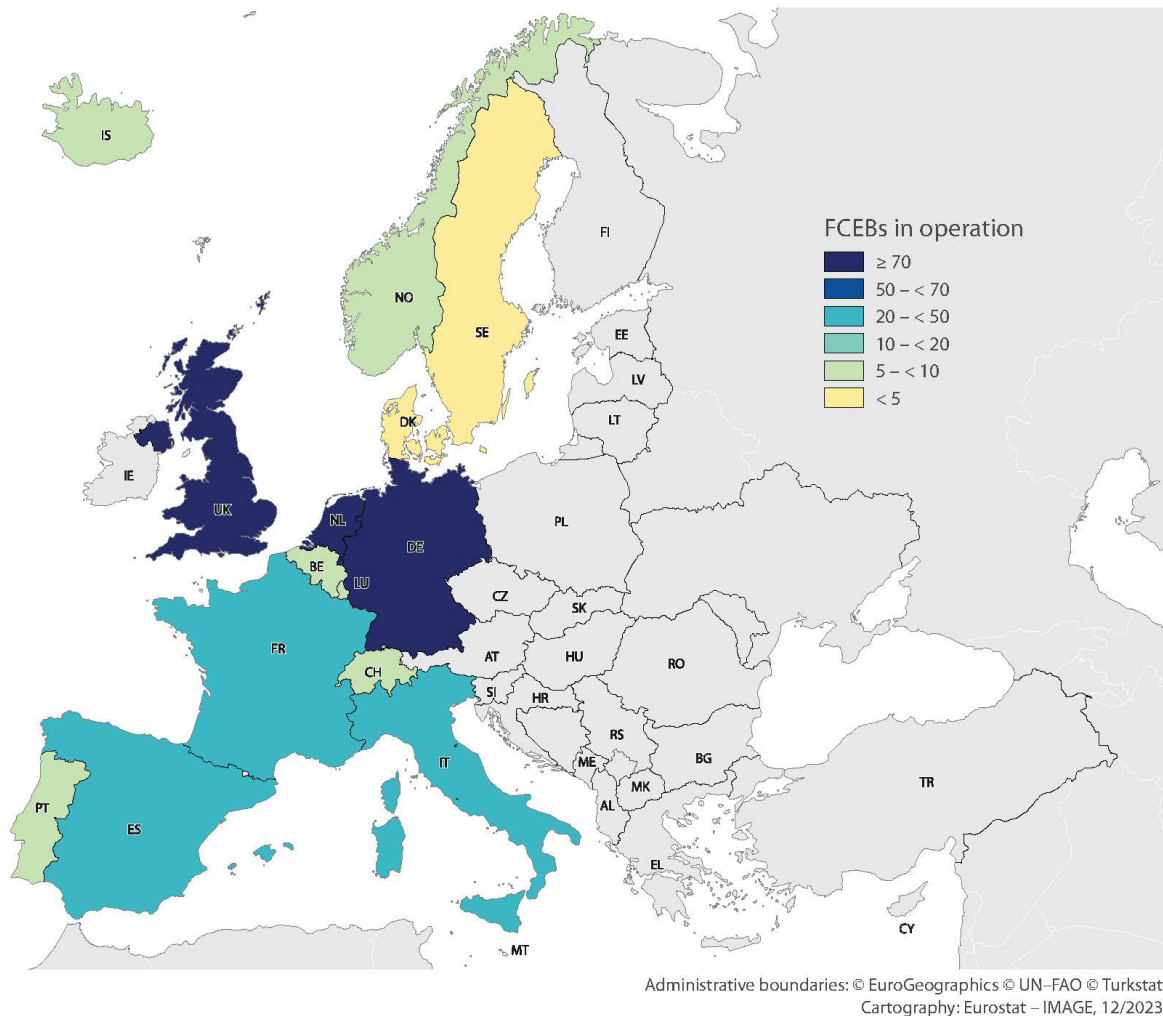 IS
FI
NO
SE
EE
LV
LT
DK
IE
UK
NL
DE
PL
BE
LU
CZ
SK
FR
CH
AT
HU
RO
SI
HR
RS
BG
IT
ME
MK
AL
TR
PT
ES
EL
CY
MT
FCEBs in operation
≥ 70
50 – < 70
20 – < 50
10 – < 20
5 – < 10
< 5
Administrative boundaries: © EuroGeographics © UN–FAO © Turkstat
Cartography: Eurostat – IMAGE, 12/2023